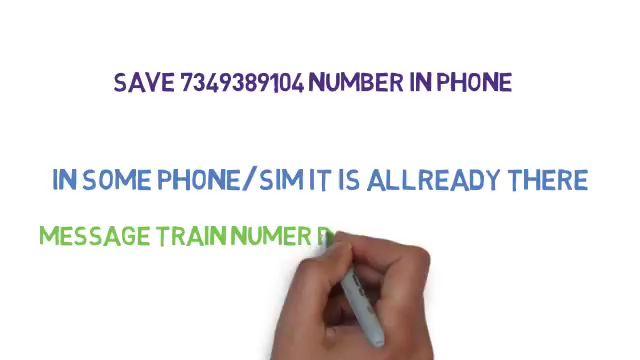 SAVE 7349389104 NUMBER IN PHONE
IN SOME PHONE/SIM IT IS ALLREADY THERE
MESSAGE TRAIN NUMER